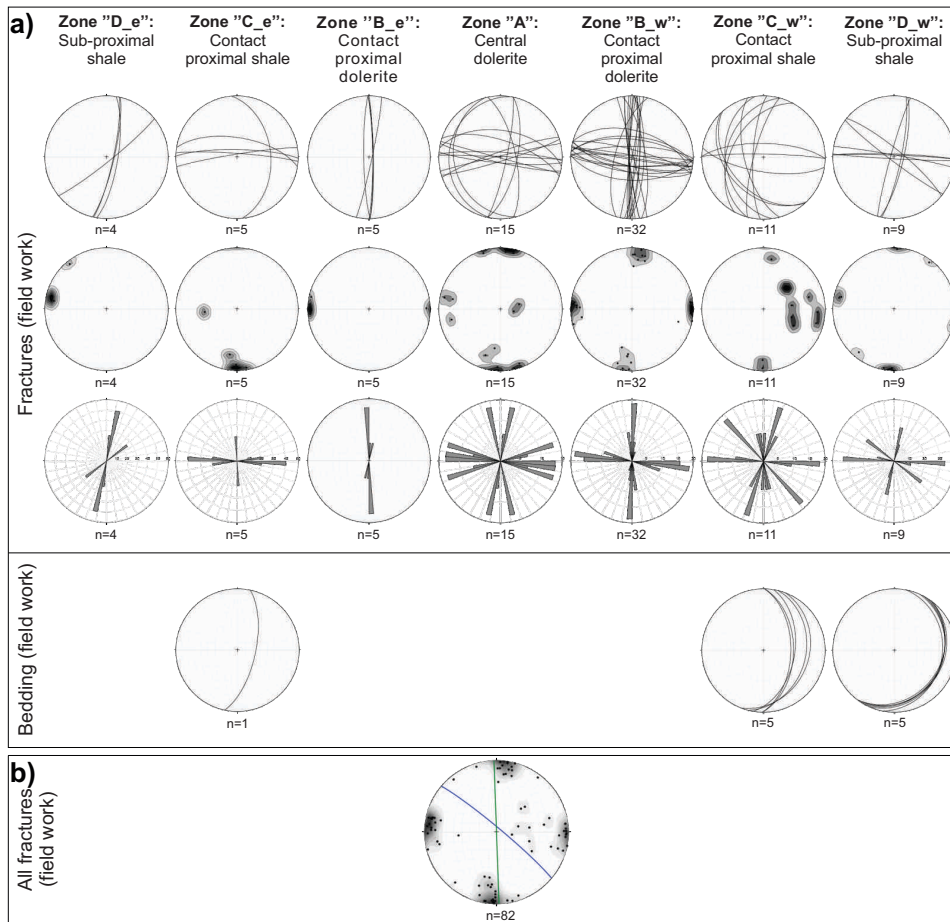 a)
Zone "D_e":
Sub-proximal
shale
Zone "C_e":
Contact
proximal shale
Zone "B_e":
Contact
proximal
dolerite
Zone "A":
Central
dolerite
Zone "B_w":
Contact
proximal
dolerite
Zone "C_w":
Contact
proximal shale
Zone "D_w":
Sub-proximal
shale
Fractures (field work)
n=4
n=5
n=5
n=15
n=32
n=11
n=9
n=4
n=5
n=5
n=15
n=32
n=11
n=9
n=4
n=5
n=5
n=15
n=32
n=11
n=9
Bedding (field work)
n=1
n=5
n=5
b)
All fractures
(field work)
n=82